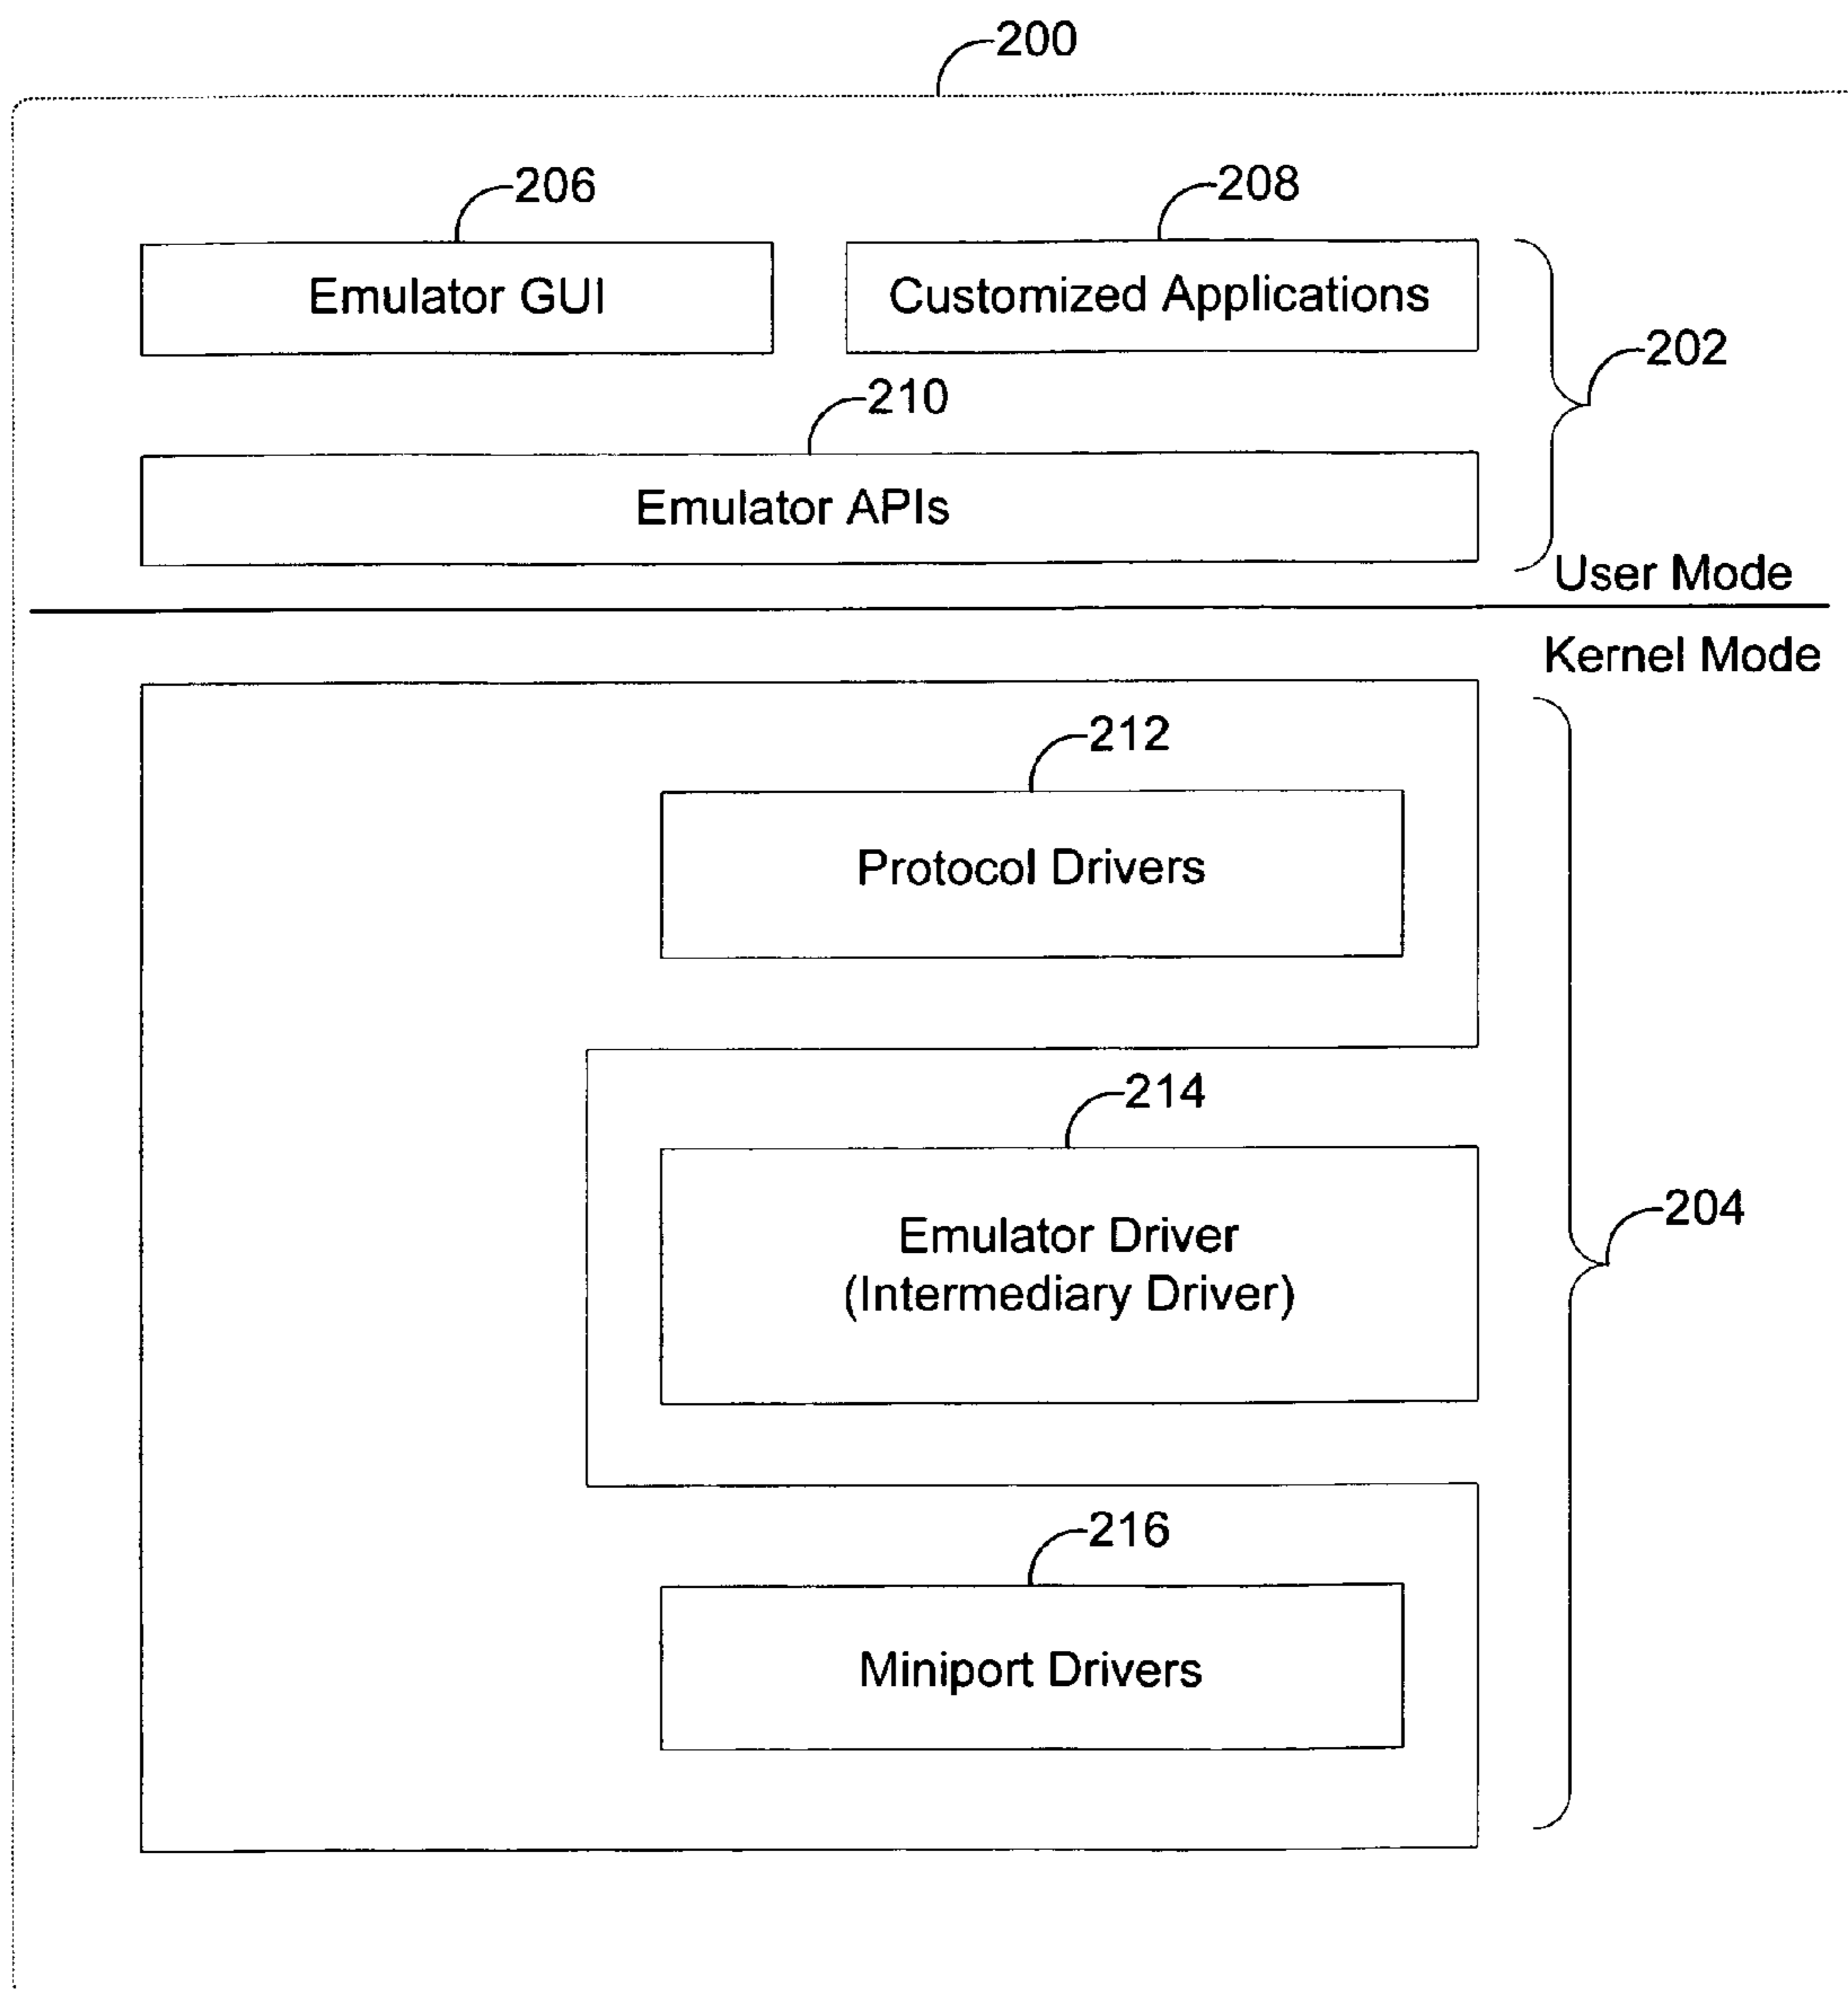 200
206
208
Emulator GUI
Customized Applications
202
210
Emulator APIs
User Mode
Kernel Mode
212
Protocol Drivers
214
204
Emulator Driver
(Intermediary Driver)
216
Miniport Drivers